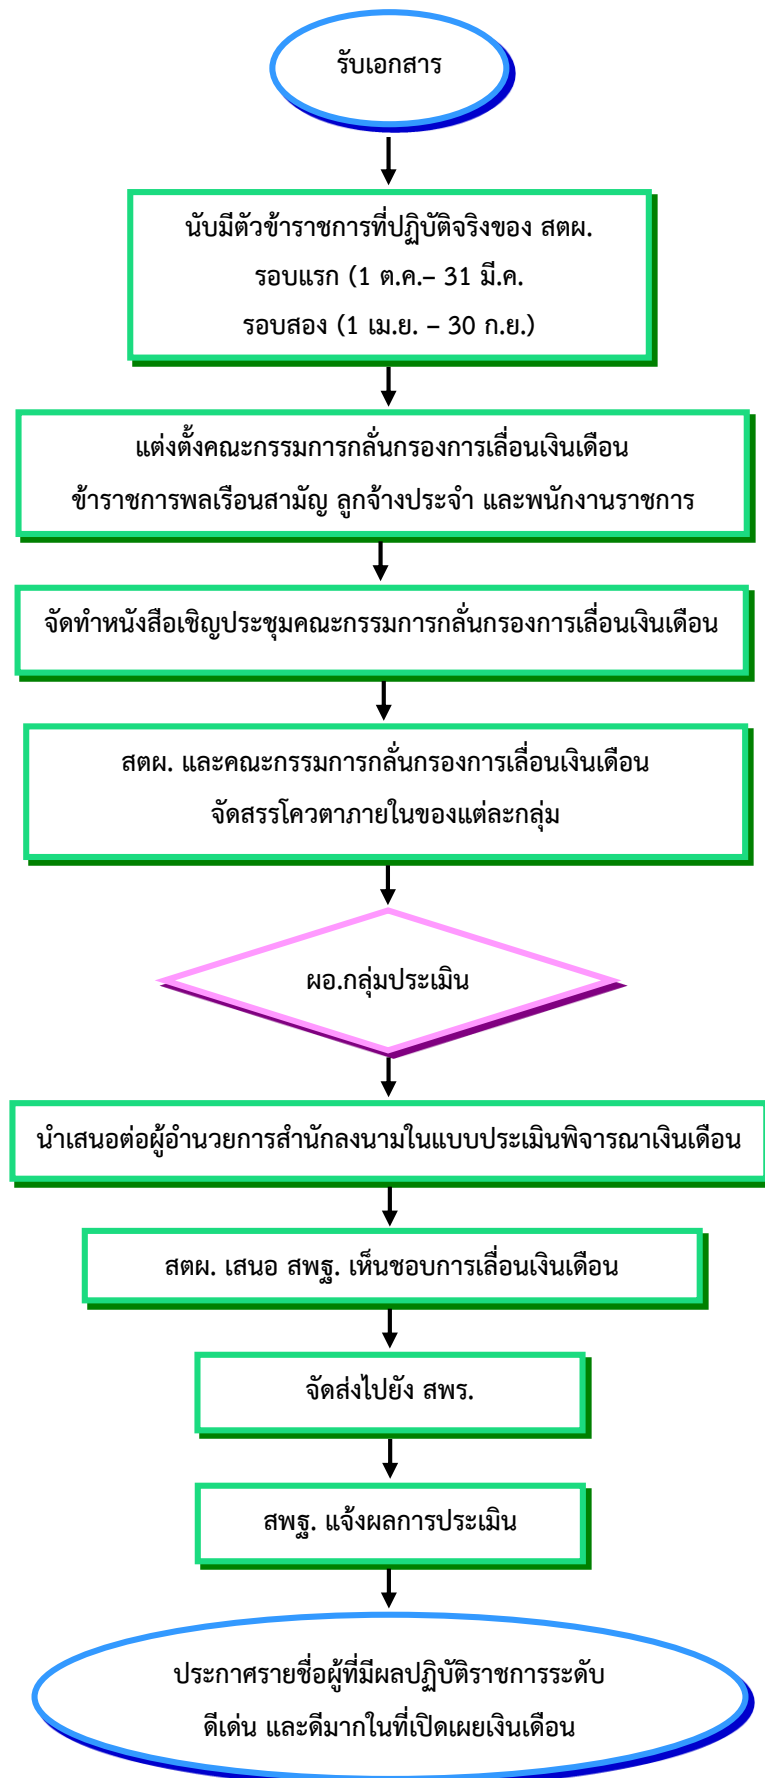 รับเอกสาร
นับมีตัวข้าราชการที่ปฏิบัติจริงของ สตผ.
รอบแรก (1 ต.ค.– 31 มี.ค.
รอบสอง (1 เม.ย. – 30 ก.ย.)
แต่งตั้งคณะกรรมการกลั่นกรองการเลื่อนเงินเดือน
ข้าราชการพลเรือนสามัญ ลูกจ้างประจำ และพนักงานราชการ
จัดทำหนังสือเชิญประชุมคณะกรรมการกลั่นกรองการเลื่อนเงินเดือน
สตผ. และคณะกรรมการกลั่นกรองการเลื่อนเงินเดือน
จัดสรรโควตาภายในของแต่ละกลุ่ม
ผอ.กลุ่มประเมิน
นำเสนอต่อผู้อำนวยการสำนักลงนามในแบบประเมินพิจารณาเงินเดือน
สตผ. เสนอ สพฐ. เห็นชอบการเลื่อนเงินเดือน
จัดส่งไปยัง สพร.
สพฐ. แจ้งผลการประเมิน
ประกาศรายชื่อผู้ที่มีผลปฏิบัติราชการระดับ
ดีเด่น และดีมากในที่เปิดเผยเงินเดือน